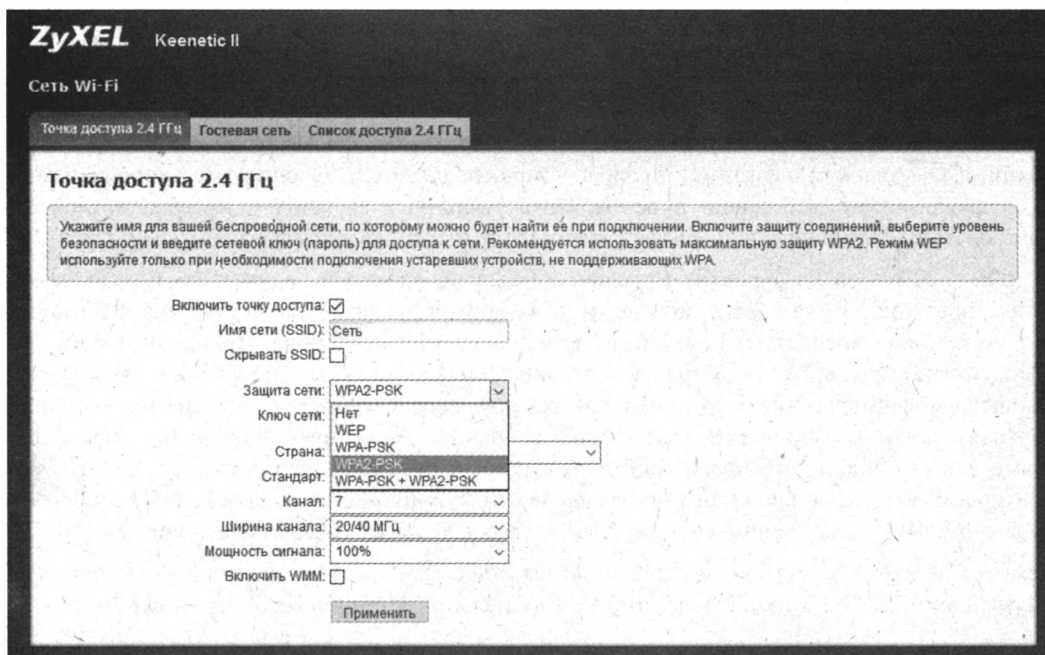 ZyXEL Keenetic II
Сеть Wi-Fi
Точка доступа 2.4 ГГц Гостевая сеть Список доступа 2.4 ГГц
Точка доступа 2.4 ГГц
Укажите имя для вашей беспроводной сети, по которому можно будет найти её при подключении. Включите защиту соединений, выберите уровень
безопасности и введите сетевой ключ (пароль) для доступа к сети. Рекомендуется использовать максимальную защиту WPA2. Режим WEP
используйте только при необходимости подключения устаревших устройств, не поддерживающих WPA.
Включить точку доступа:
Имя сети (SSID): Сеть
Скрывать SSID:
Защита сети: WPA2-PSK
Ключ сети: Нет
WEP
Страна: WPA-PSK
WPA2-PSK
Стандарт: WPA-PSK + WPA2-PSK
Канал: 7
Ширина канала: 20/40 МГц
Мощность сигнала: 100%
Включить WMM:
Применить